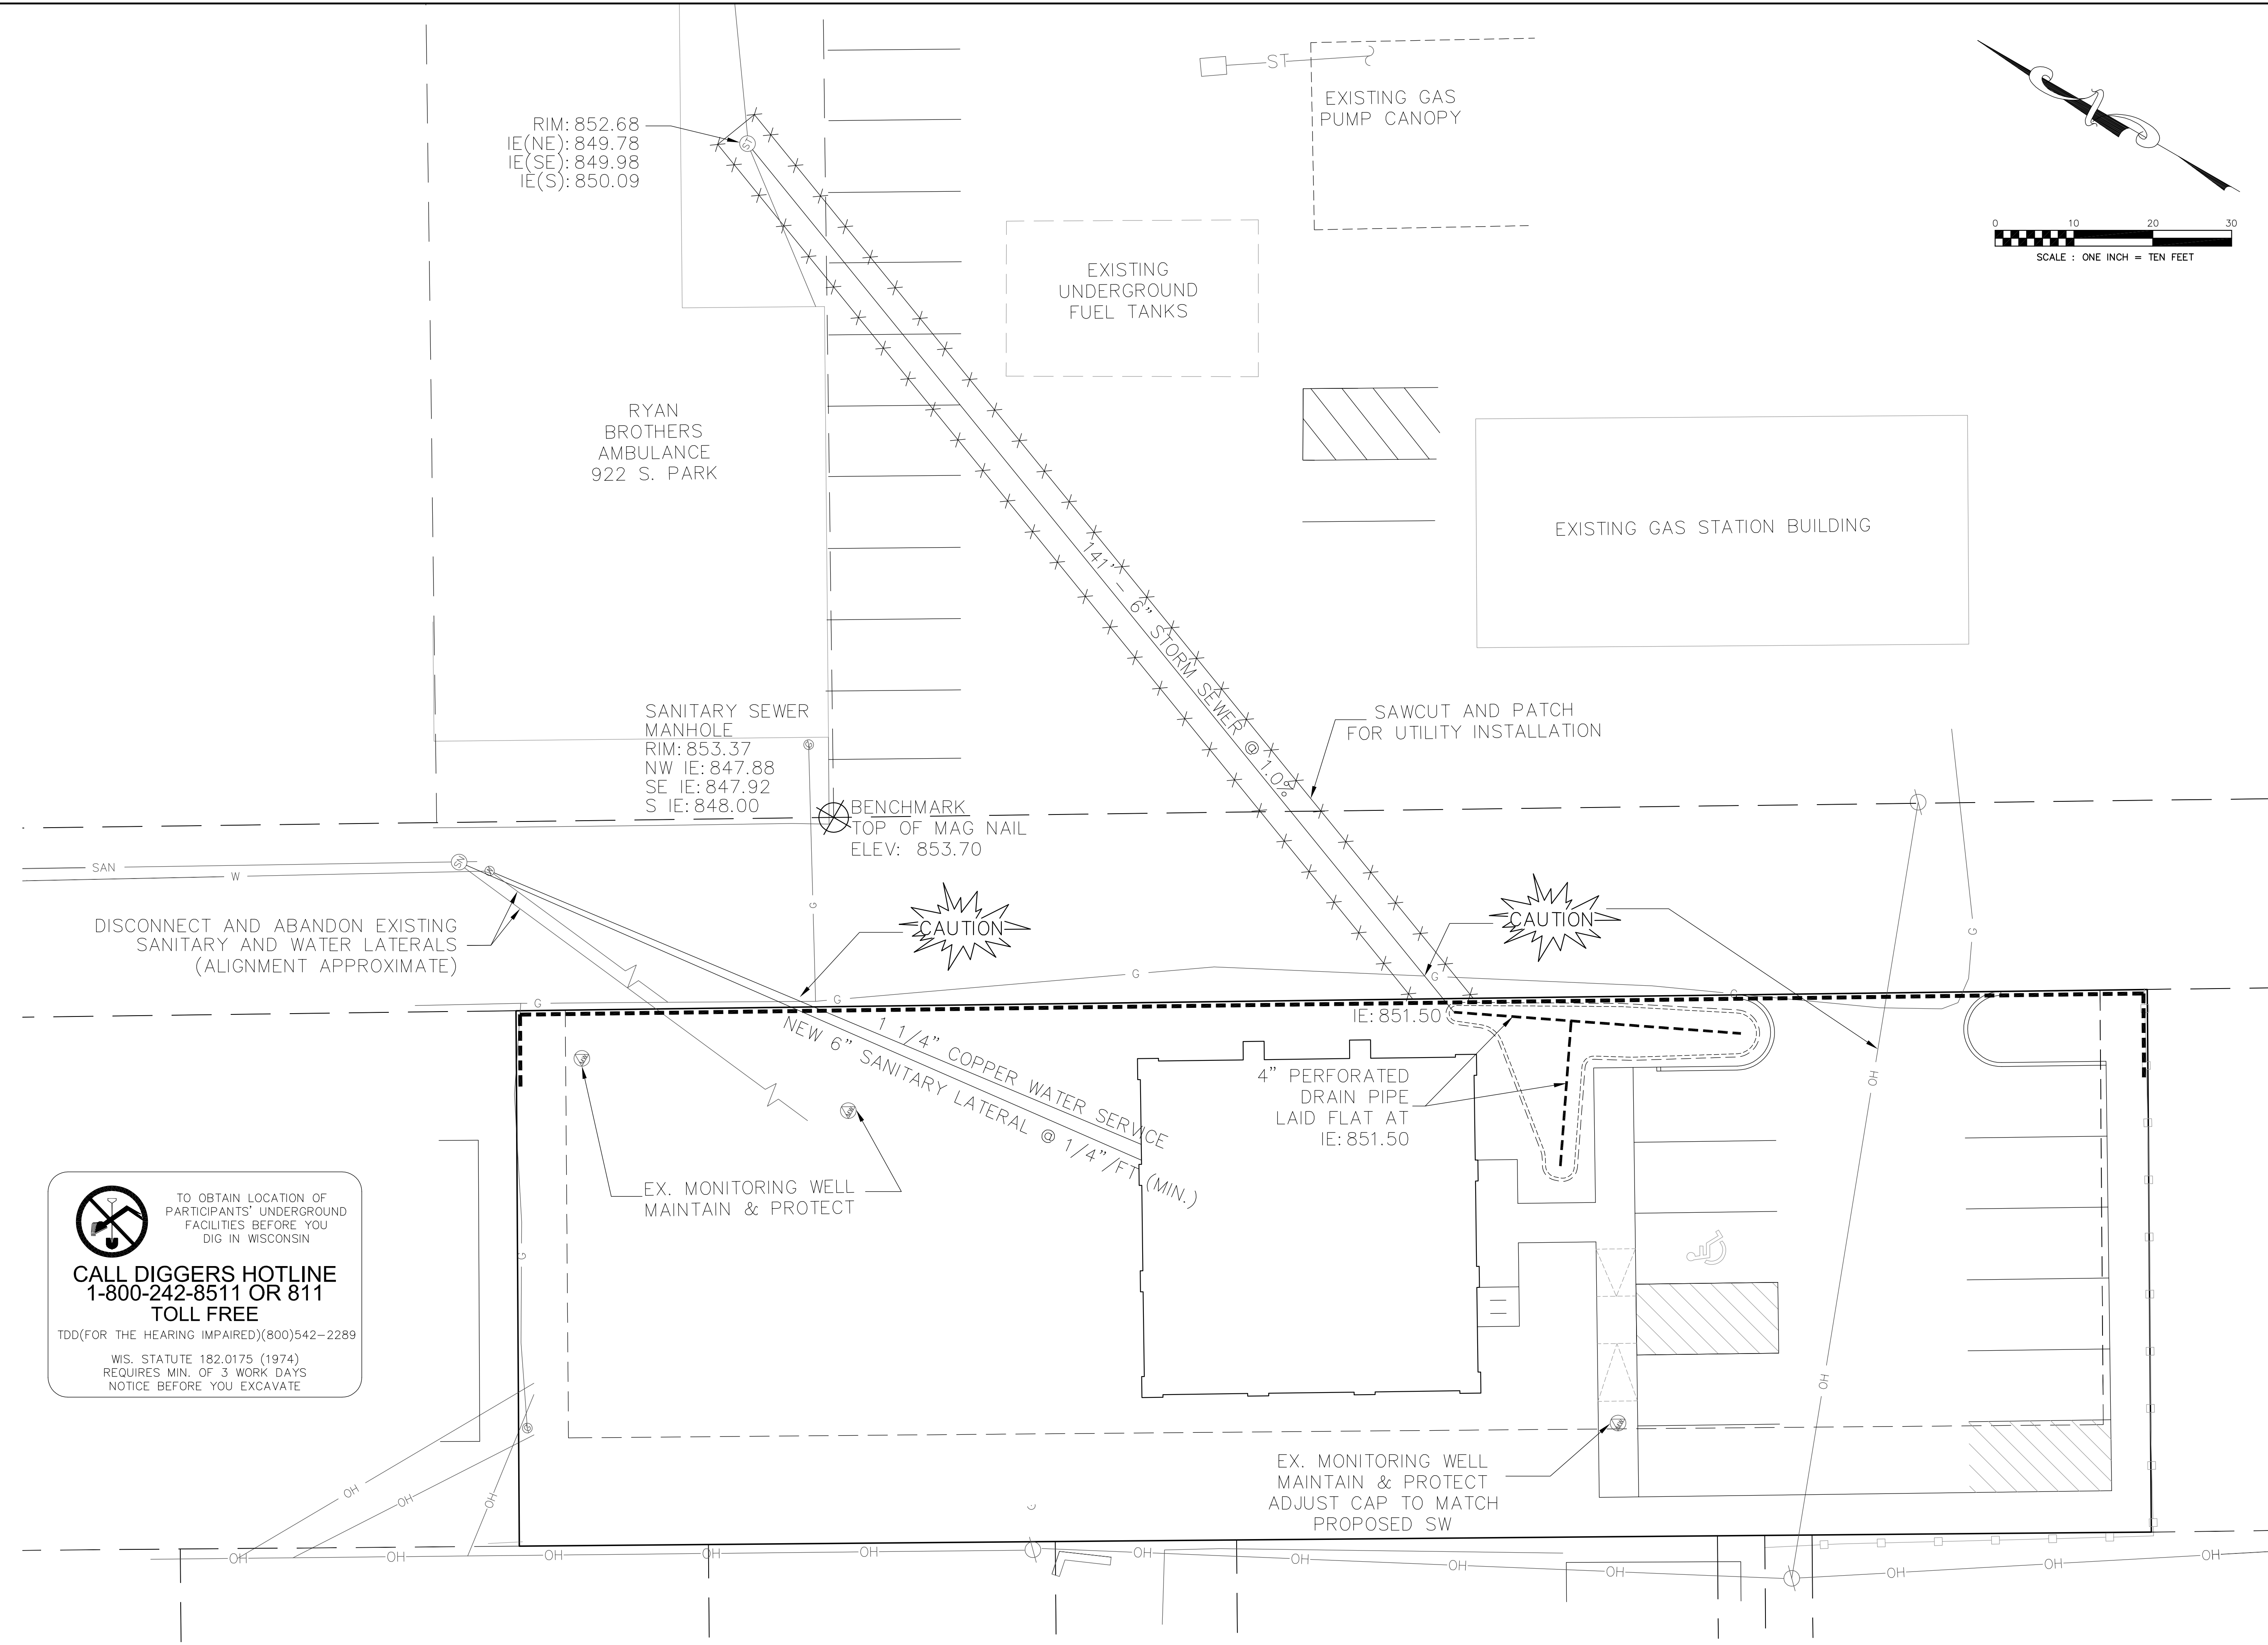 ST
EXISTING GAS
PUMP CANOPY
RIM: 852.68
IE(NE): 849.78
IE(SE): 849.98
IE(S): 850.09
ST
0 10 20 30
SCALE : ONE INCH = TEN FEET
EXISTING
UNDERGROUND
FUEL TANKS
RYAN
BROTHERS
AMBULANCE
922 S. PARK
EXISTING GAS STATION BUILDING
141' - 6" STORM SEWER @ 1.0%
SAWCUT AND PATCH
FOR UTILITY INSTALLATION
SANITARY SEWER
MANHOLE
RIM: 853.37
NW IE: 847.88
SE IE: 847.92
S IE: 848.00
BENCHMARK
TOP OF MAG NAIL
ELEV: 853.70
SAN
W
SN
G
G
DISCONNECT AND ABANDON EXISTING
SANITARY AND WATER LATERALS
(ALIGNMENT APPROXIMATE)
CAUTION
CAUTION
G
G
G
G
G
IE: 851.50
1 1/4" COPPER WATER SERVICE
NEW 6" SANITARY LATERAL @ 1/4"/FT (MIN.)
4" PERFORATED
DRAIN PIPE
LAID FLAT AT
IE: 851.50
OH
MW
MW
EX. MONITORING WELL
MAINTAIN & PROTECT
TO OBTAIN LOCATION OF
PARTICIPANTS' UNDERGROUND
FACILITIES BEFORE YOU
DIG IN WISCONSIN
CALL DIGGERS HOTLINE
1-800-242-8511 OR 811
TOLL FREE
TDD(FOR THE HEARING IMPAIRED)(800)542-2289
WIS. STATUTE 182.0175 (1974)
REQUIRES MIN. OF 3 WORK DAYS
NOTICE BEFORE YOU EXCAVATE
G
OH
MW
EX. MONITORING WELL
MAINTAIN & PROTECT
ADJUST CAP TO MATCH
PROPOSED SW
OH
OH
OH
OH OH OH OH OH OH OH OH OH OH OH OH OH